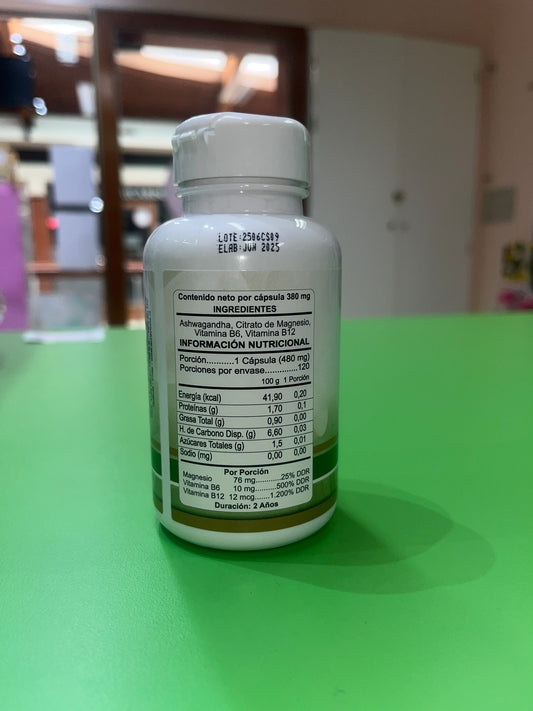 LOTE:2506CS09
ELAB:JUN 2025
Contenido neto por cápsula 380 mg
INGREDIENTES
Ashwagandha, Citrato de Magnesio,
Vitamina B6, Vitamina B12
INFORMACIÓN NUTRICIONAL
Porción...........1 Cápsula (480 mg)
Porciones por envase..............120
100 g 1 Porción
Energía (kcal) 41,90 0,20
Proteínas (g) 1,70 0,1
Grasa Total (g) 0,90 0,00
H. de Carbono Disp. (g) 6,60 0,03
Azúcares Totales (g) 1,5 0,01
Sodio (mg) 0,00 0,00
Por Porción
Magnesio 76 mg..........25% DDR
Vitamina B6 10 mg..........500% DDR
Vitamina B12 12 mcg.......1.200% DDR
Duración: 2 Años